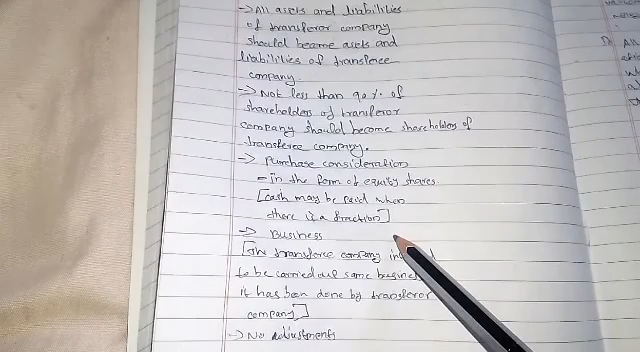 → All assets and liabilities
of transferor company
should became assets and
liabilities of transferee
company.
→ Not less than 90% of
shareholders of transferor
company should become shareholders of
transferee company.
→ Purchase consideration
- in the form of equity shares.
[cash may be paid when
there is a fraction]
→ Business
[The transferee company
to be carried out same
it has been done by transferor
company]
→ No adjustments
All